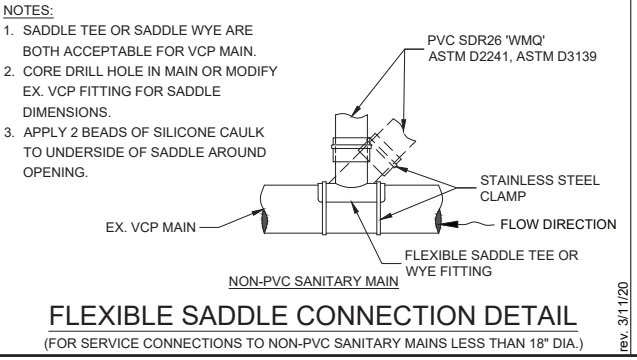 NOTES:
1. SADDLE TEE OR SADDLE WYE ARE
BOTH ACCEPTABLE FOR VCP MAIN.
2. CORE DRILL HOLE IN MAIN OR MODIFY
EX. VCP FITTING FOR SADDLE
DIMENSIONS.
3. APPLY 2 BEADS OF SILICONE CAULK
TO UNDERSIDE OF SADDLE AROUND
OPENING.
PVC SDR26 'WMQ'
ASTM D2241, ASTM D3139
STAINLESS STEEL
CLAMP
EX. VCP MAIN
FLOW DIRECTION
FLEXIBLE SADDLE TEE OR
WYE FITTING
NON-PVC SANITARY MAIN
FLEXIBLE SADDLE CONNECTION DETAIL
(FOR SERVICE CONNECTIONS TO NON-PVC SANITARY MAINS LESS THAN 18" DIA.)
rev. 3/11/20